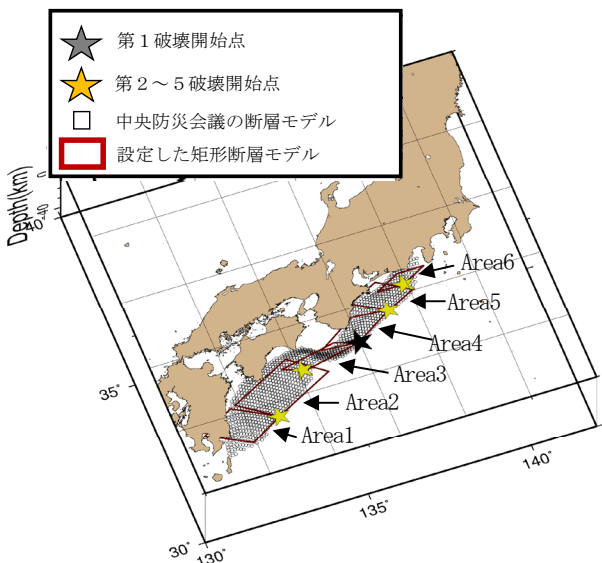 第１破壊開始点
第２～５破壊開始点
中央防災会議の断層モデル
設定した矩形断層モデル
Depth(km)
0
40
40
Area6
Area5
Area4
Area3
Area2
Area1
35°
140°
135°
30°
130°